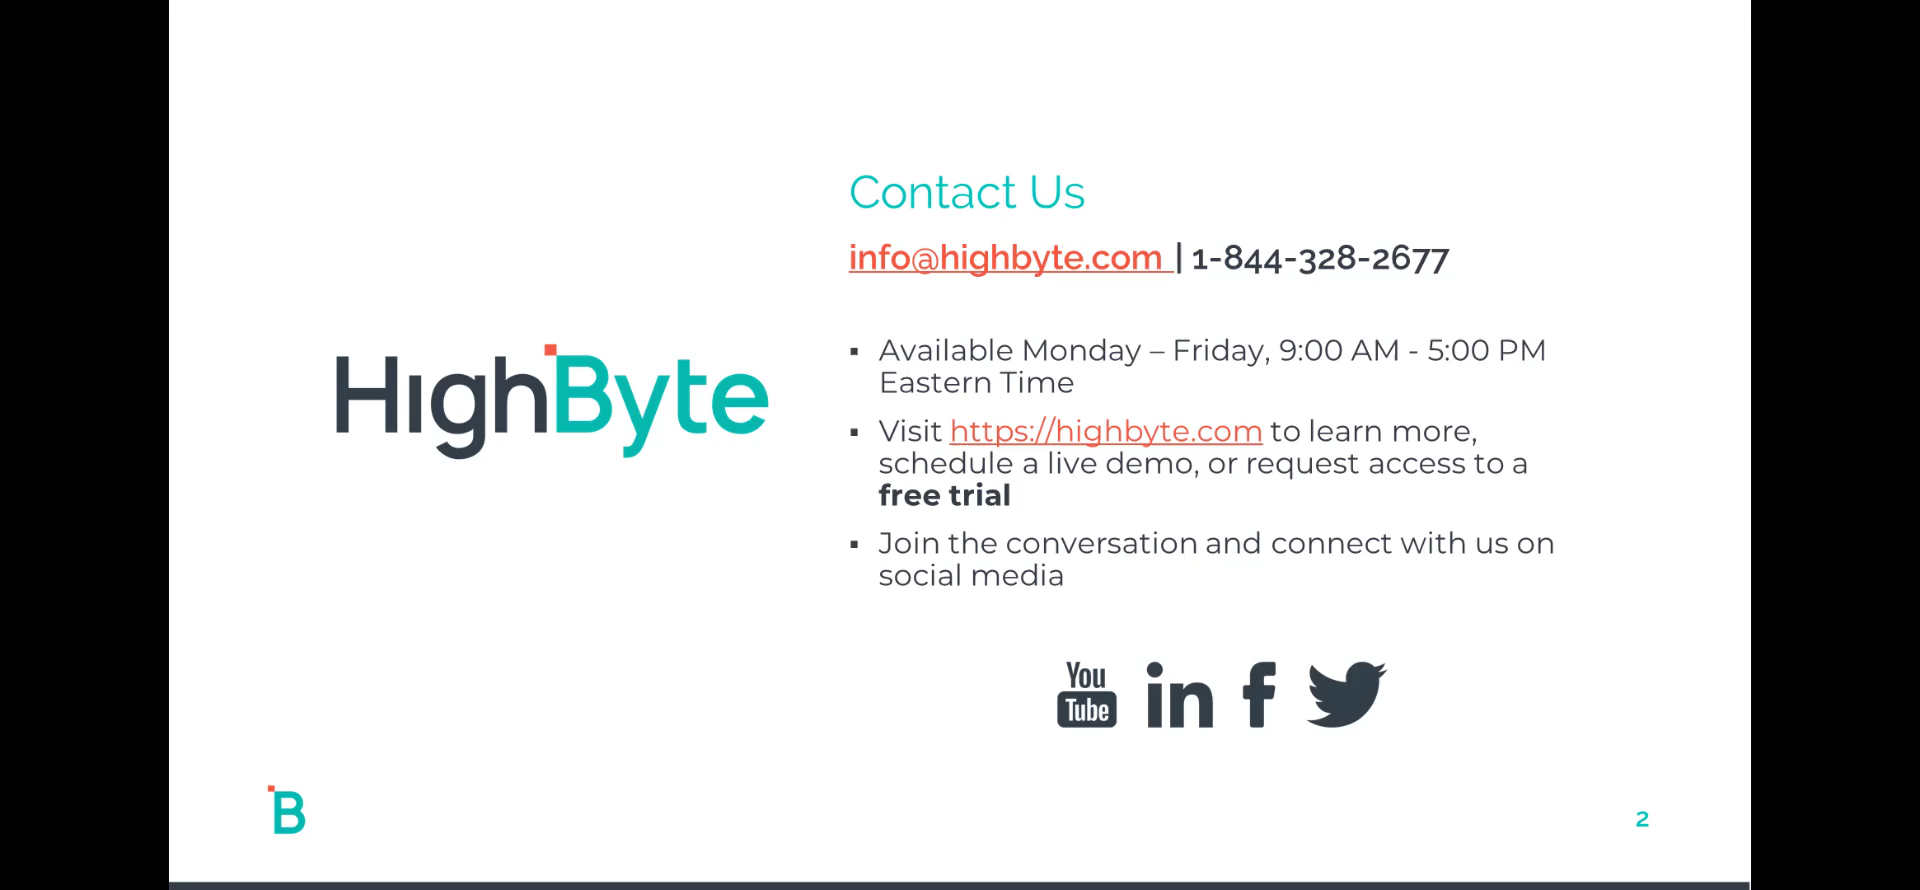 Contact Us
info@highbyte.com | 1-844-328-2677
HighByte
▪ Available Monday – Friday, 9:00 AM - 5:00 PM
Eastern Time
▪ Visit https://highbyte.com to learn more,
schedule a live demo, or request access to a
free trial
▪ Join the conversation and connect with us on
social media
You
Tube
in
f
B
2